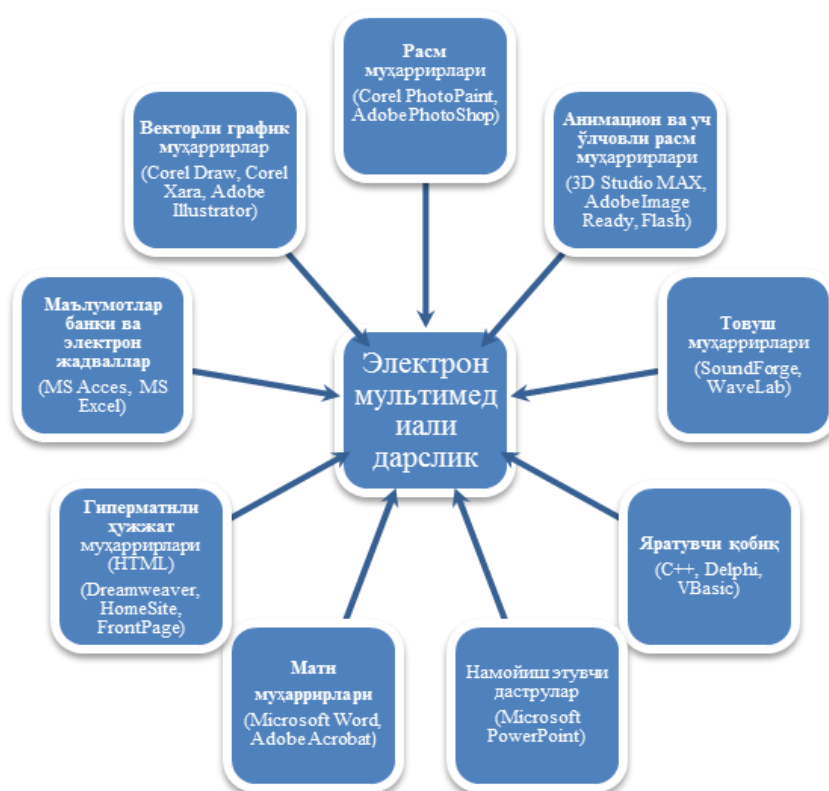 Расм
муҳаррирлари
(Corel PhotoPaint,
AdobePhotoShop)
Анимацион ва уч
ўлчовли расм
муҳаррирлари
(3D Studio MAX,
AdobeImage
Ready, Flash)
Товуш
муҳаррирлари
(SoundForge,
WaveLab)
Яратувчи қобиқ
(C++, Delphi,
VBasic)
Намойиш этувчи
даструлар
(Microsoft
PowerPoint)
Матн
муҳаррирлари
(Microsoft Word,
Adobe Acrobat)
Гиперматнли
ҳужжат
муҳаррирлари
(HTML)
(Dreamweaver,
HomeSite,
FrontPage)
Маълумотлар
банки ва
электрон
жадваллар
(MS Acces, MS
Excel)
Векторли график
муҳаррирлар
(Corel Draw, Corel
Xara, Adobe
Illustrator)
Электрон
мультимед
иали
дарслик